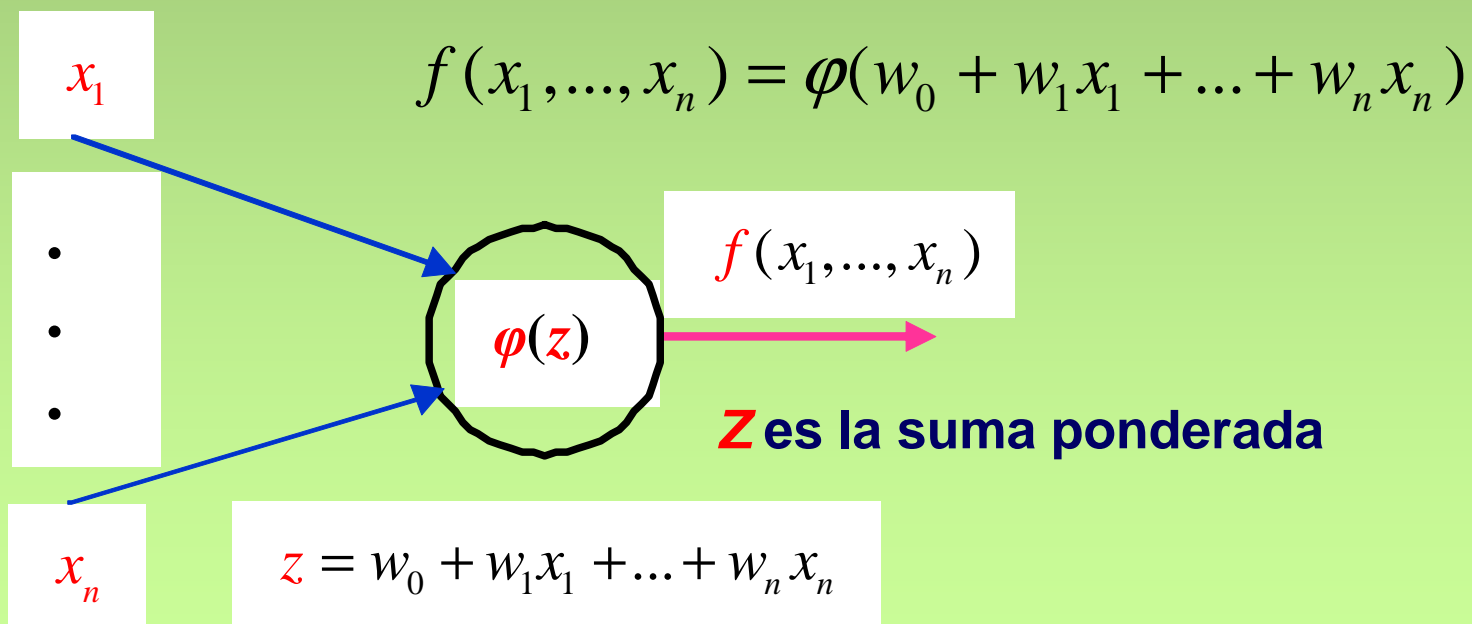 x₁
f(x₁,...,xₙ) = φ(w₀ + w₁x₁ + ... + wₙxₙ)
.
.
.
f(x₁,...,xₙ)
φ(z)
Z es la suma ponderada
xₙ
z = w₀ + w₁x₁ + ... + wₙxₙ